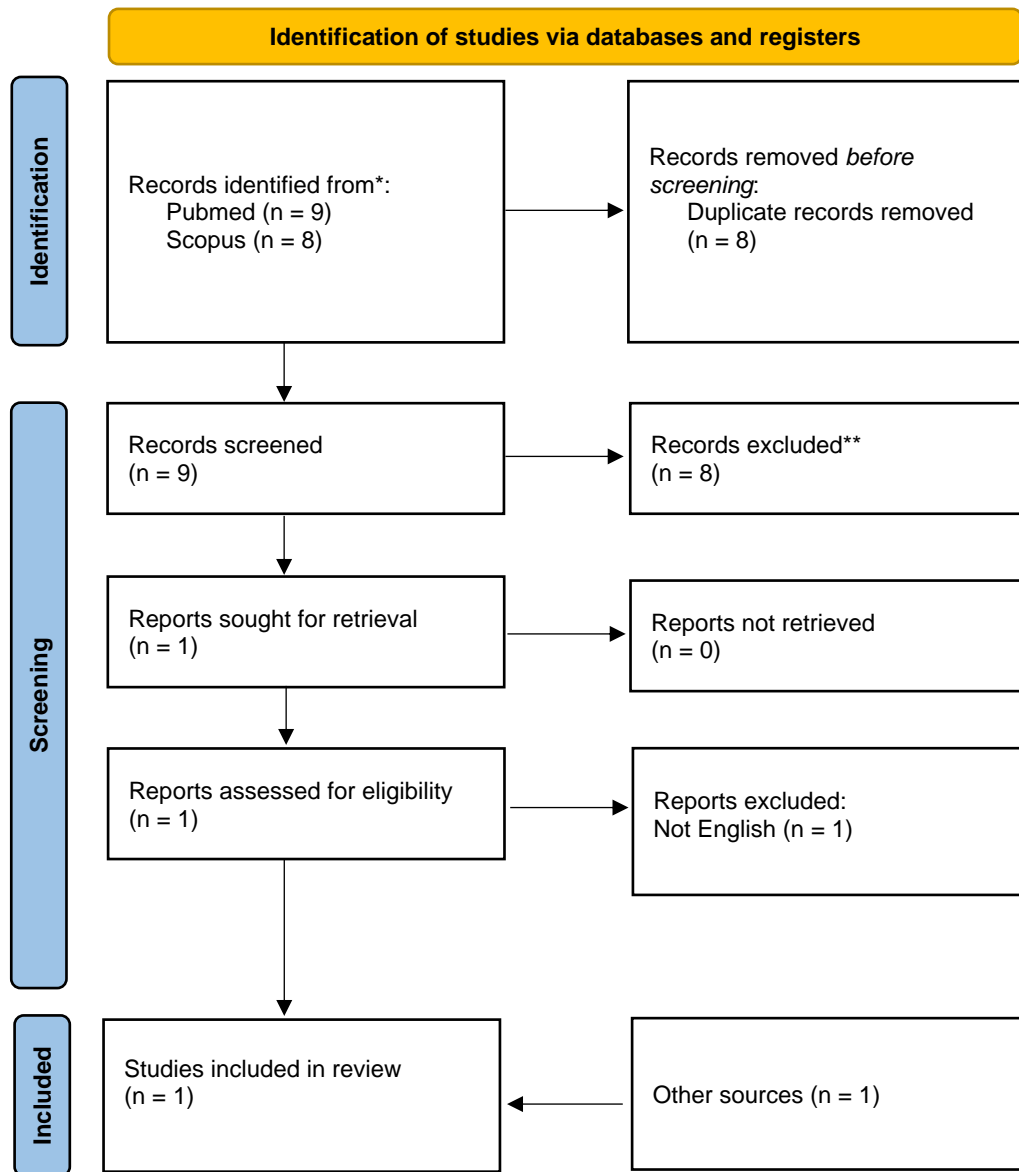 Identification of studies via databases and registers
Identification
Records identified from*:
Pubmed (n = 9)
Scopus (n = 8)
Records removed before
screening:
Duplicate records removed
(n = 8)
Screening
Records screened
(n = 9)
Records excluded**
(n = 8)
Reports sought for retrieval
(n = 1)
Reports not retrieved
(n = 0)
Reports assessed for eligibility
(n = 1)
Reports excluded:
Not English (n = 1)
Included
Studies included in review
(n = 1)
Other sources (n = 1)